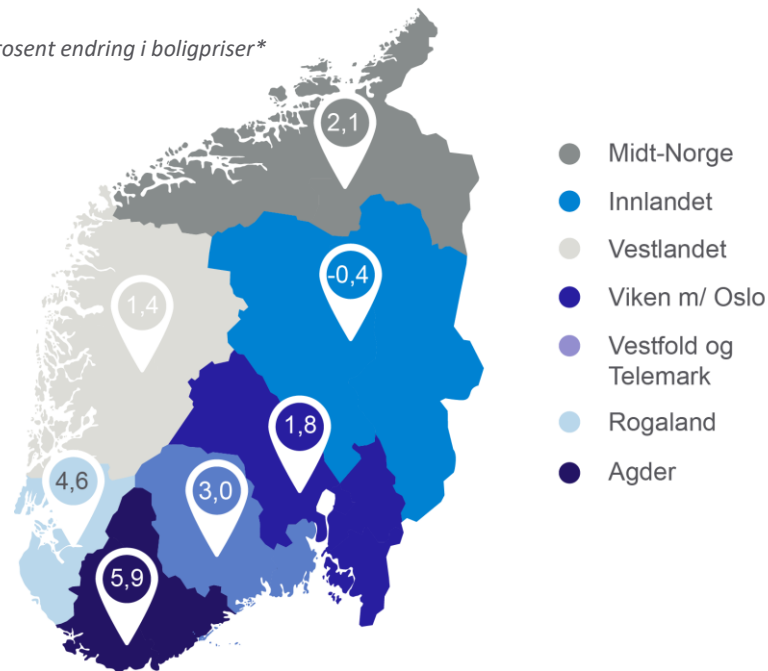 rosent endring i boligpriser*
2,1
Midt-Norge
Innlandet
-0,4
Vestlandet
1,4
Viken m/ Oslo
Vestfold og
Telemark
1,8
Rogaland
4,6
3,0
Agder
5,9